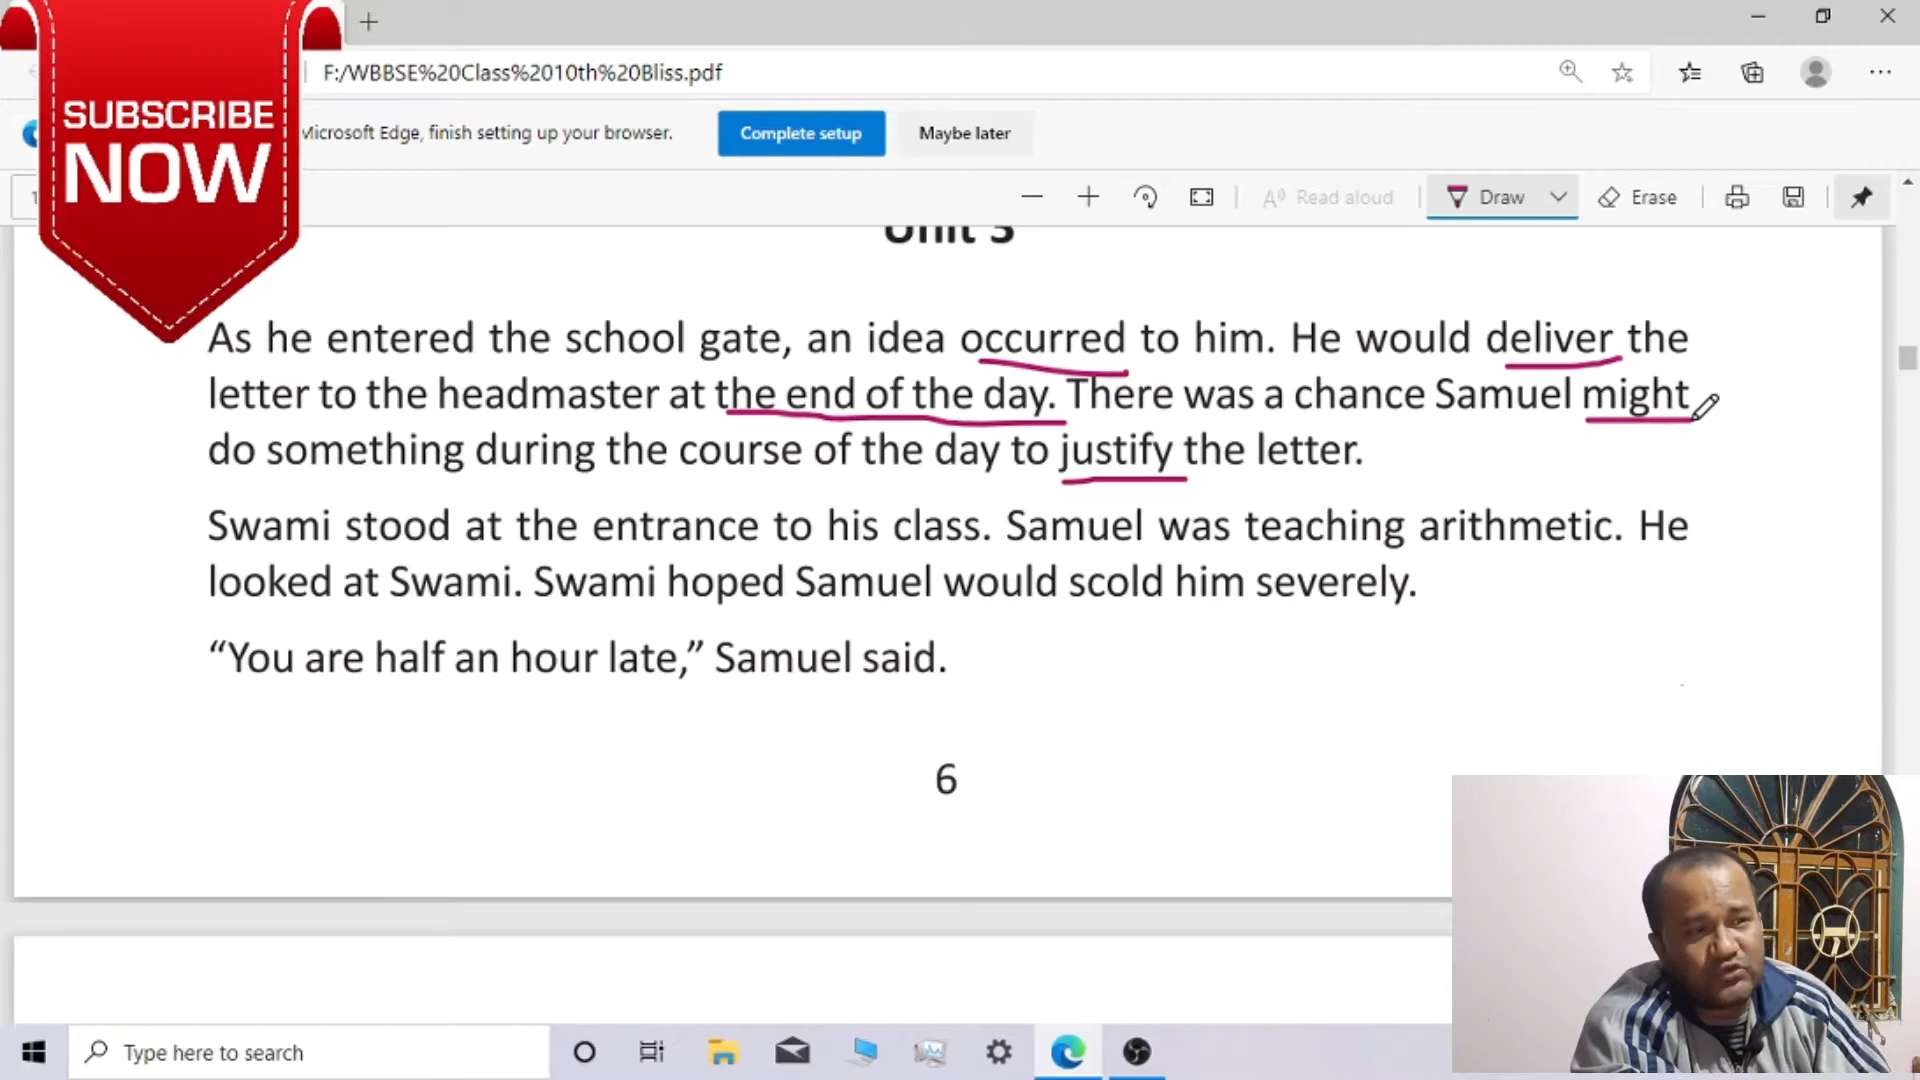 SUBSCRIBE
NOW
F:/WBBSE%20Class%2010th%20Bliss.pdf
Microsoft Edge, finish setting up your browser.
Complete setup
Maybe later
Read aloud
Draw
Erase
Unit 3
As he entered the school gate, an idea occurred to him. He would deliver the
letter to the headmaster at the end of the day. There was a chance Samuel might
do something during the course of the day to justify the letter.
Swami stood at the entrance to his class. Samuel was teaching arithmetic. He
looked at Swami. Swami hoped Samuel would scold him severely.
“You are half an hour late,” Samuel said.
6
Type here to search